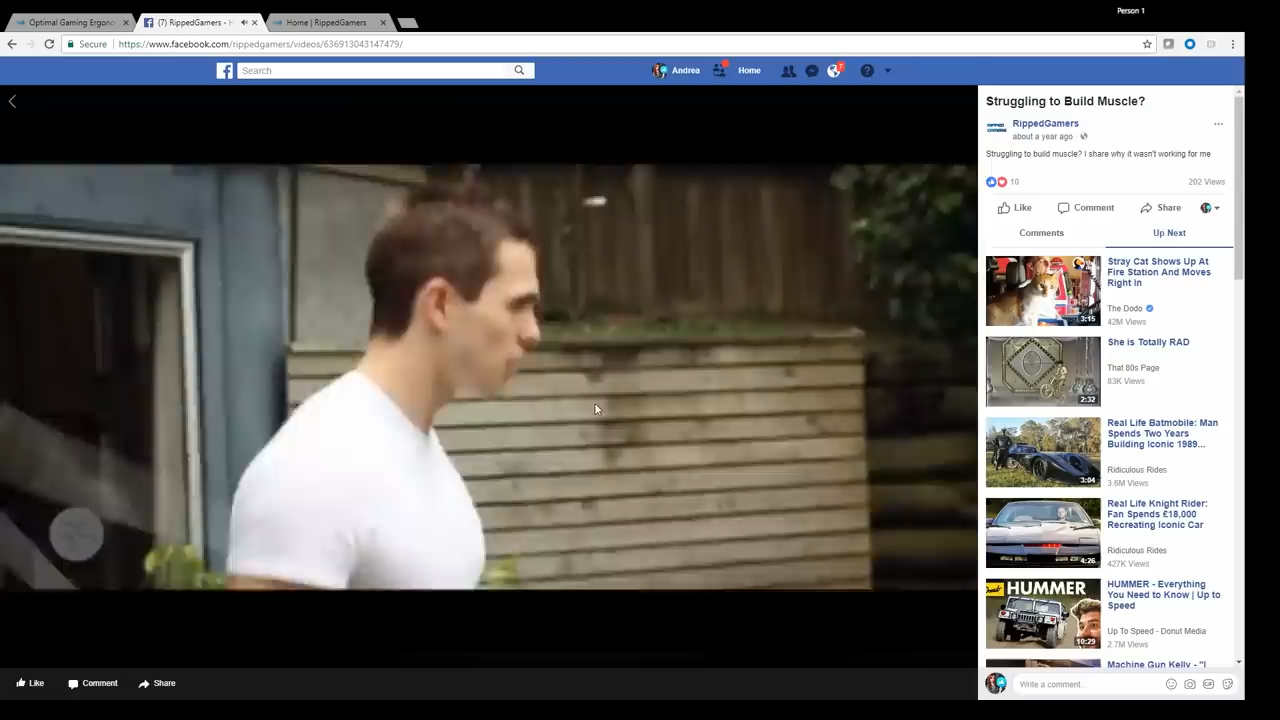 Person 1
Optimal Gaming Ergono
(7) RippedGamers - H
Home | RippedGamers
Secure
https://www.facebook.com/rippedgamers/videos/636913043147479/
Search
Andrea
Home
7
Struggling to Build Muscle?
RIPPED GAMERS
RippedGamers
about a year ago
Struggling to build muscle? I share why it wasn't working for me
10
202 Views
Like
Comment
Share
Comments
Up Next
Stray Cat Shows Up At
Fire Station And Moves
Right In
The Dodo
42M Views
3:15
She is Totally RAD
That 80s Page
83K Views
2:32
Real Life Batmobile: Man
Spends Two Years
Building Iconic 1989...
Ridiculous Rides
3.6M Views
3:04
Real Life Knight Rider:
Fan Spends £18,000
Recreating Iconic Car
Ridiculous Rides
427K Views
4:26
HUMMER
HUMMER - Everything
You Need to Know | Up to
Speed
Up To Speed - Donut Media
2.7M Views
10:29
Machine Gun Kelly - "I
Like
Comment
Share
Write a comment...